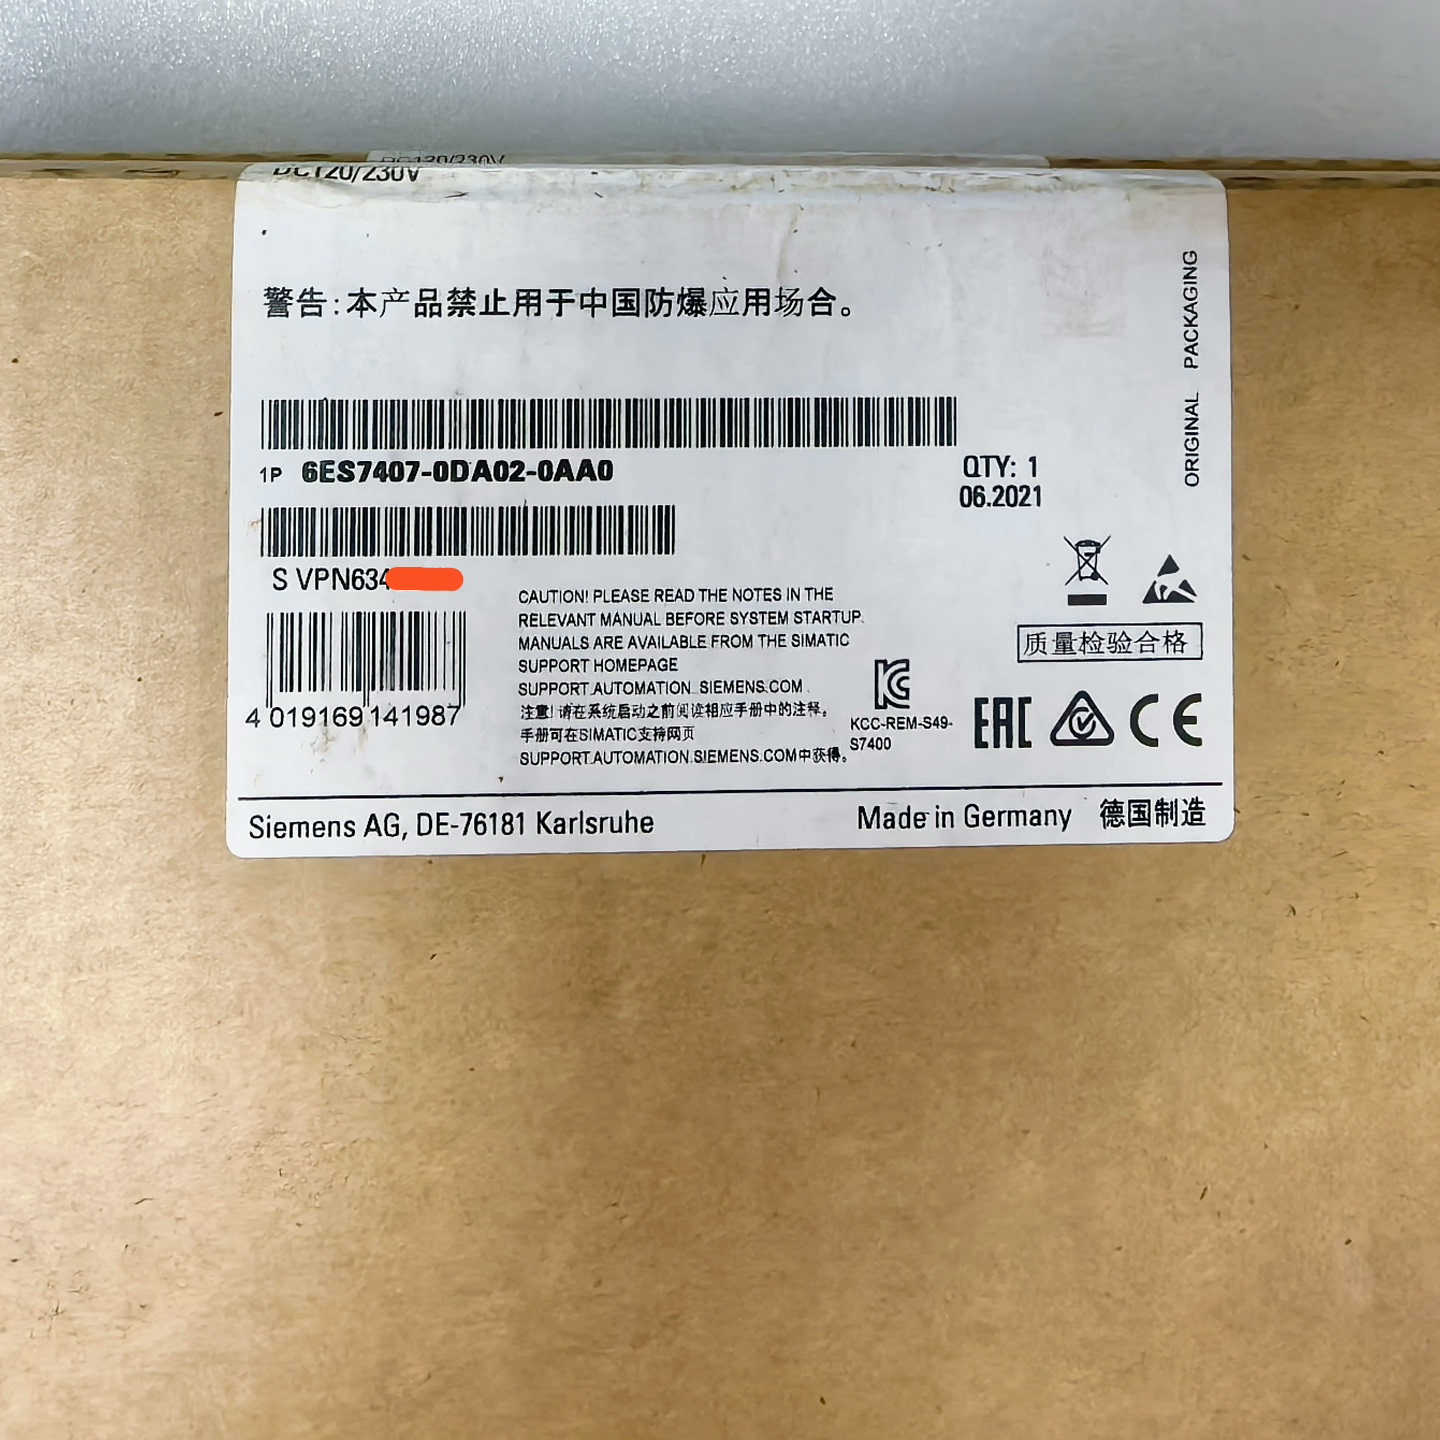 DC120/230V
DC120/230V
警告:本产品禁止用于中国防爆应用场合。
ORIGINAL PACKAGING
1P 6ES7407-0DA02-0AA0
QTY: 1
06.2021
S VPN634
4 019169 141987
CAUTION! PLEASE READ THE NOTES IN THE
RELEVANT MANUAL BEFORE SYSTEM STARTUP.
MANUALS ARE AVAILABLE FROM THE SIMATIC
SUPPORT HOMEPAGE
SUPPORT.AUTOMATION.SIEMENS.COM.
注意! 请在系统启动之前阅读相应手册中的注释。
手册可在SIMATIC支持网页
SUPPORT.AUTOMATION.SIEMENS.COM中获得。
质量检验合格
KCC-REM-S49-
S7400
EAC
CE
Siemens AG, DE-76181 Karlsruhe
Made in Germany 德国制造